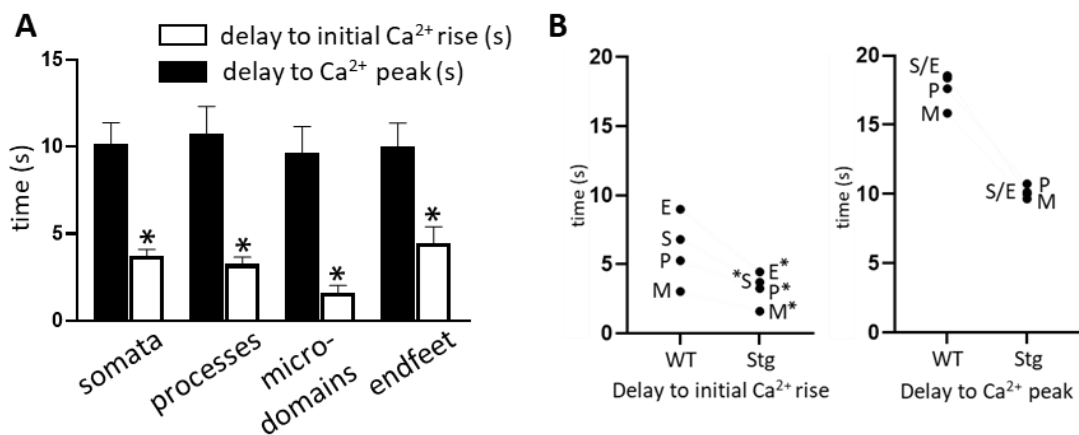 A
delay to initial Ca²⁺ rise (s)
delay to Ca²⁺ peak (s)
time (s)
15
10
5
0
*
*
*
*
somata
processes
micro-
domains
endfeet
B
time (s)
20
15
10
5
0
E
S
P
M
E*
*S
P*
M*
WT
Stg
Delay to initial Ca²⁺ rise
time (s)
20
15
10
5
0
S/E
P
M
P
S/E
M
WT
Stg
Delay to Ca²⁺ peak